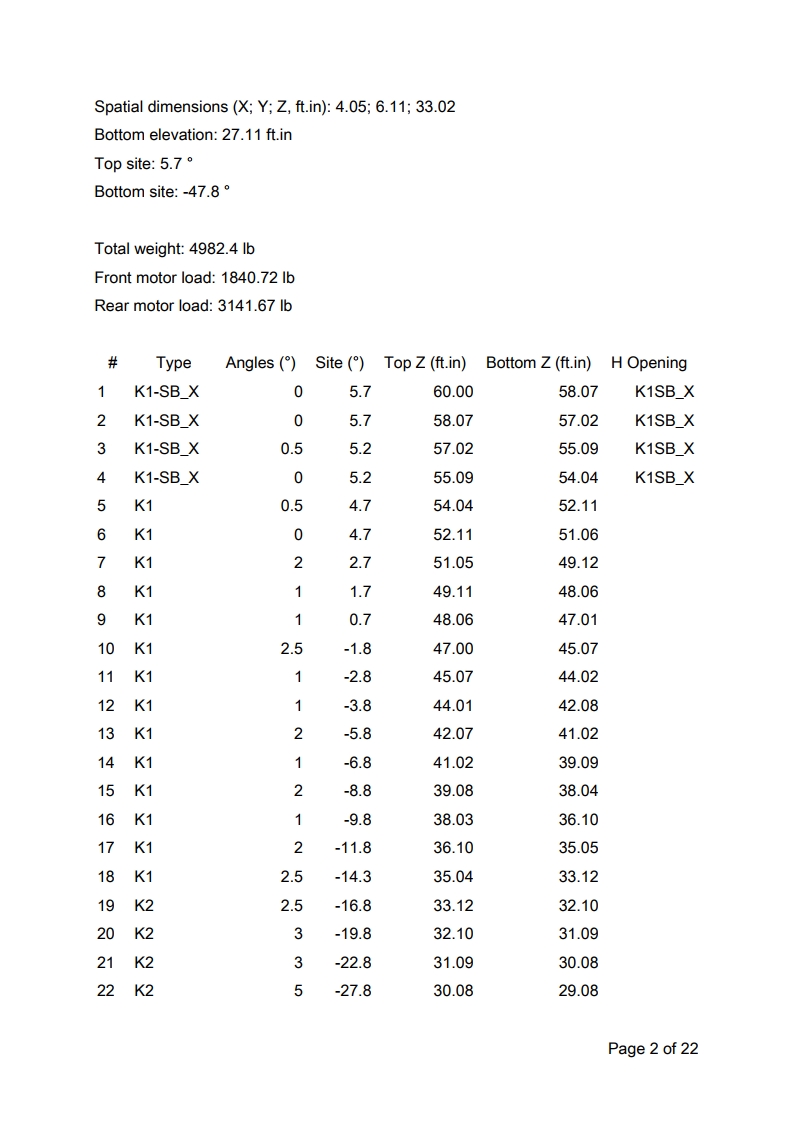 Spatial dimensions (X; Y; Z, ft.in): 4.05; 6.11; 33.02
Bottom elevation: 27.11 ft.in
Top site: 5.7 °
Bottom site: -47.8 °
Total weight: 4982.4 lb
Front motor load: 1840.72 lb
Rear motor load: 3141.67 lb
# Type Angles (°) Site (°) Top Z (ft.in) Bottom Z (ft.in) H Opening
1 K1-SB_X 0 5.7 60.00 58.07 K1SB_X
2 K1-SB_X 0 5.7 58.07 57.02 K1SB_X
3 K1-SB_X 0.5 5.2 57.02 55.09 K1SB_X
4 K1-SB_X 0 5.2 55.09 54.04 K1SB_X
5 K1 0.5 4.7 54.04 52.11
6 K1 0 4.7 52.11 51.06
7 K1 2 2.7 51.05 49.12
8 K1 1 1.7 49.11 48.06
9 K1 1 0.7 48.06 47.01
10 K1 2.5 -1.8 47.00 45.07
11 K1 1 -2.8 45.07 44.02
12 K1 1 -3.8 44.01 42.08
13 K1 2 -5.8 42.07 41.02
14 K1 1 -6.8 41.02 39.09
15 K1 2 -8.8 39.08 38.04
16 K1 1 -9.8 38.03 36.10
17 K1 2 -11.8 36.10 35.05
18 K1 2.5 -14.3 35.04 33.12
19 K2 2.5 -16.8 33.12 32.10
20 K2 3 -19.8 32.10 31.09
21 K2 3 -22.8 31.09 30.08
22 K2 5 -27.8 30.08 29.08
Page 2 of 22